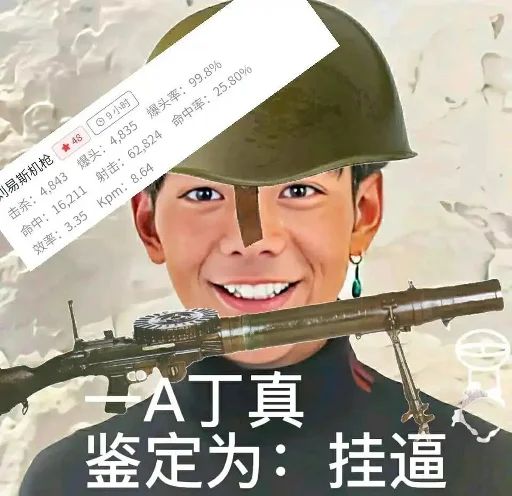 刘易斯机枪 ★ 48 9小时
击杀：4,843 爆头：4,835 爆头率：99.8%
命中：16,211 射击：62,824 命中率：25.80%
效率：3.35 Kpm：8.64
一A丁真
鉴定为：挂逼